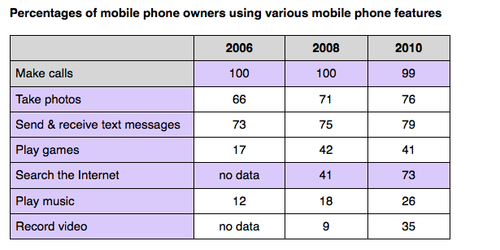 Percentages of mobile phone owners using various mobile phone features
2006 2008 2010
Make calls 100 100 99
Take photos 66 71 76
Send & receive text messages 73 75 79
Play games 17 42 41
Search the Internet no data 41 73
Play music 12 18 26
Record video no data 9 35